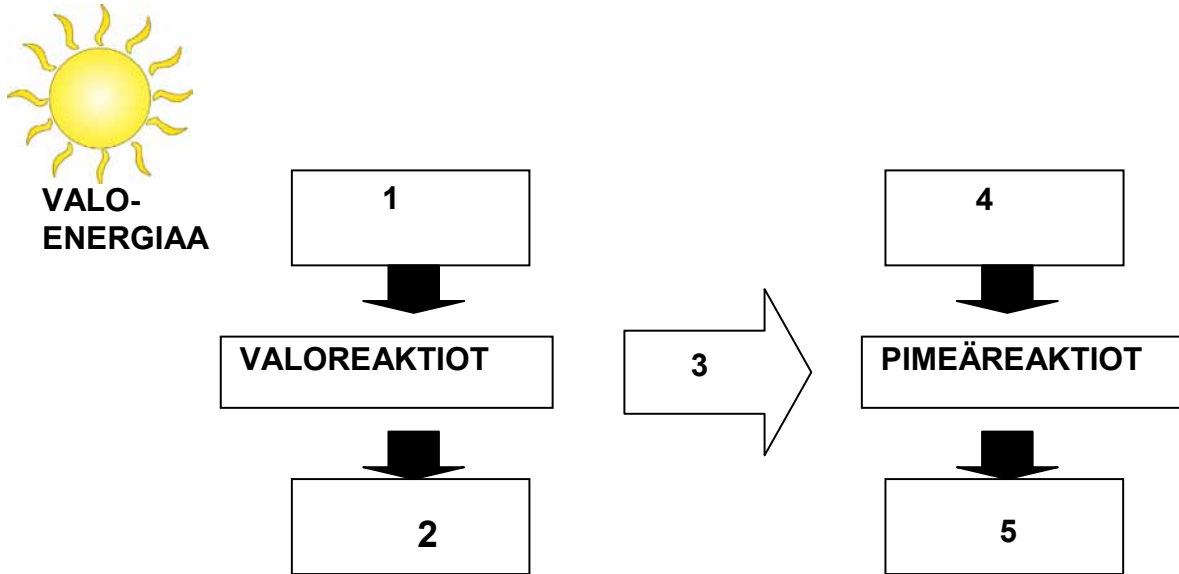 VALO-
ENERGIAA
1
4
VALOREAKTIOT
3
PIMEÄREAKTIOT
2
5